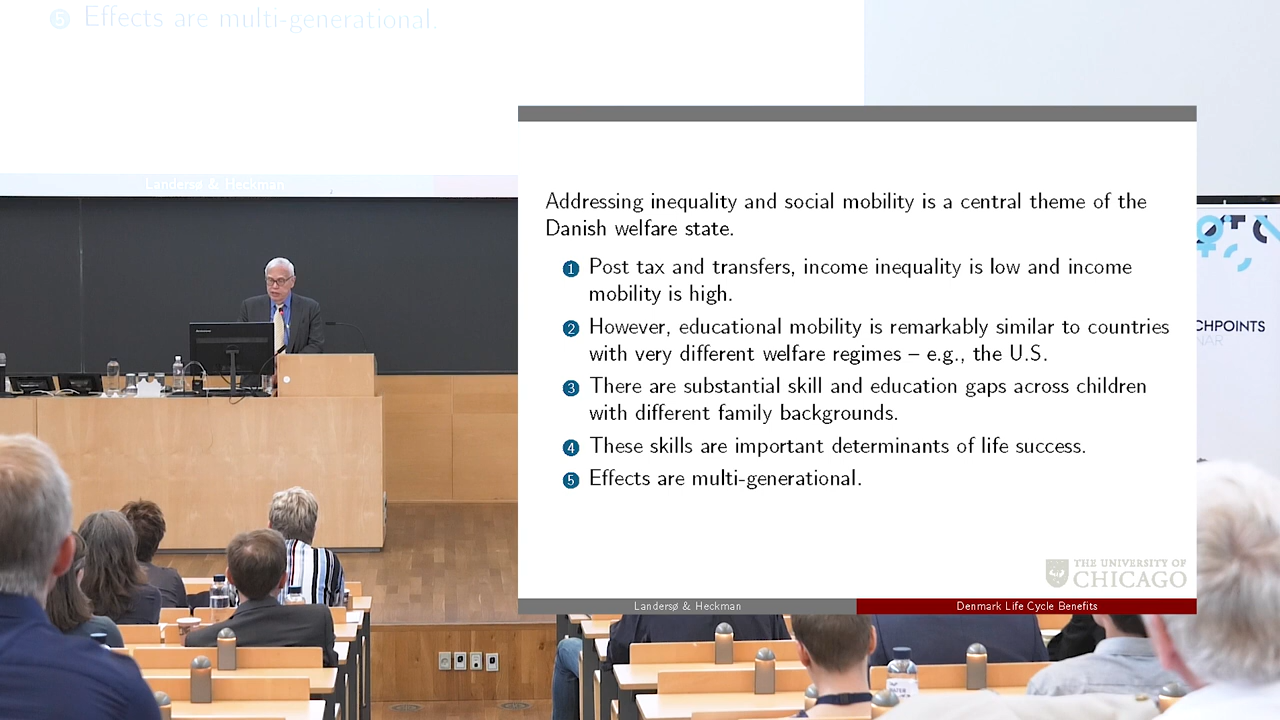 5 Effects are multi-generational.
Landersø & Heckman
Addressing inequality and social mobility is a central theme of the
Danish welfare state.
1 Post tax and transfers, income inequality is low and income
mobility is high.
2 However, educational mobility is remarkably similar to countries
with very different welfare regimes – e.g., the U.S.
3 There are substantial skill and education gaps across children
with different family backgrounds.
4 These skills are important determinants of life success.
5 Effects are multi-generational.
THE UNIVERSITY OF
CHICAGO
Landersø & Heckman
Denmark Life Cycle Benefits
CHPOINTS
NAR